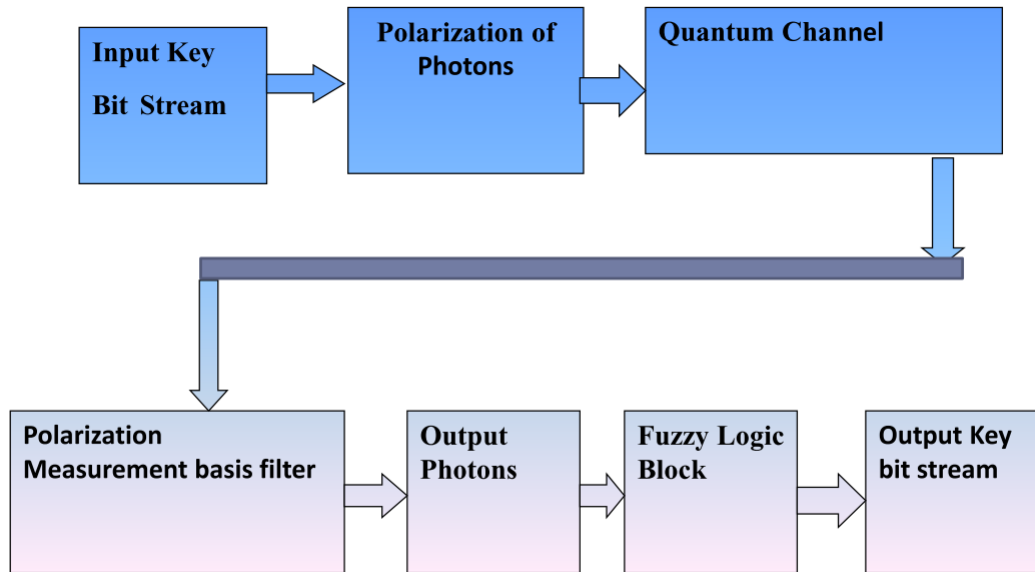 Input Key
Bit Stream
Polarization of
Photons
Quantum Channel
Polarization
Measurement basis filter
Output
Photons
Fuzzy Logic
Block
Output Key
bit stream